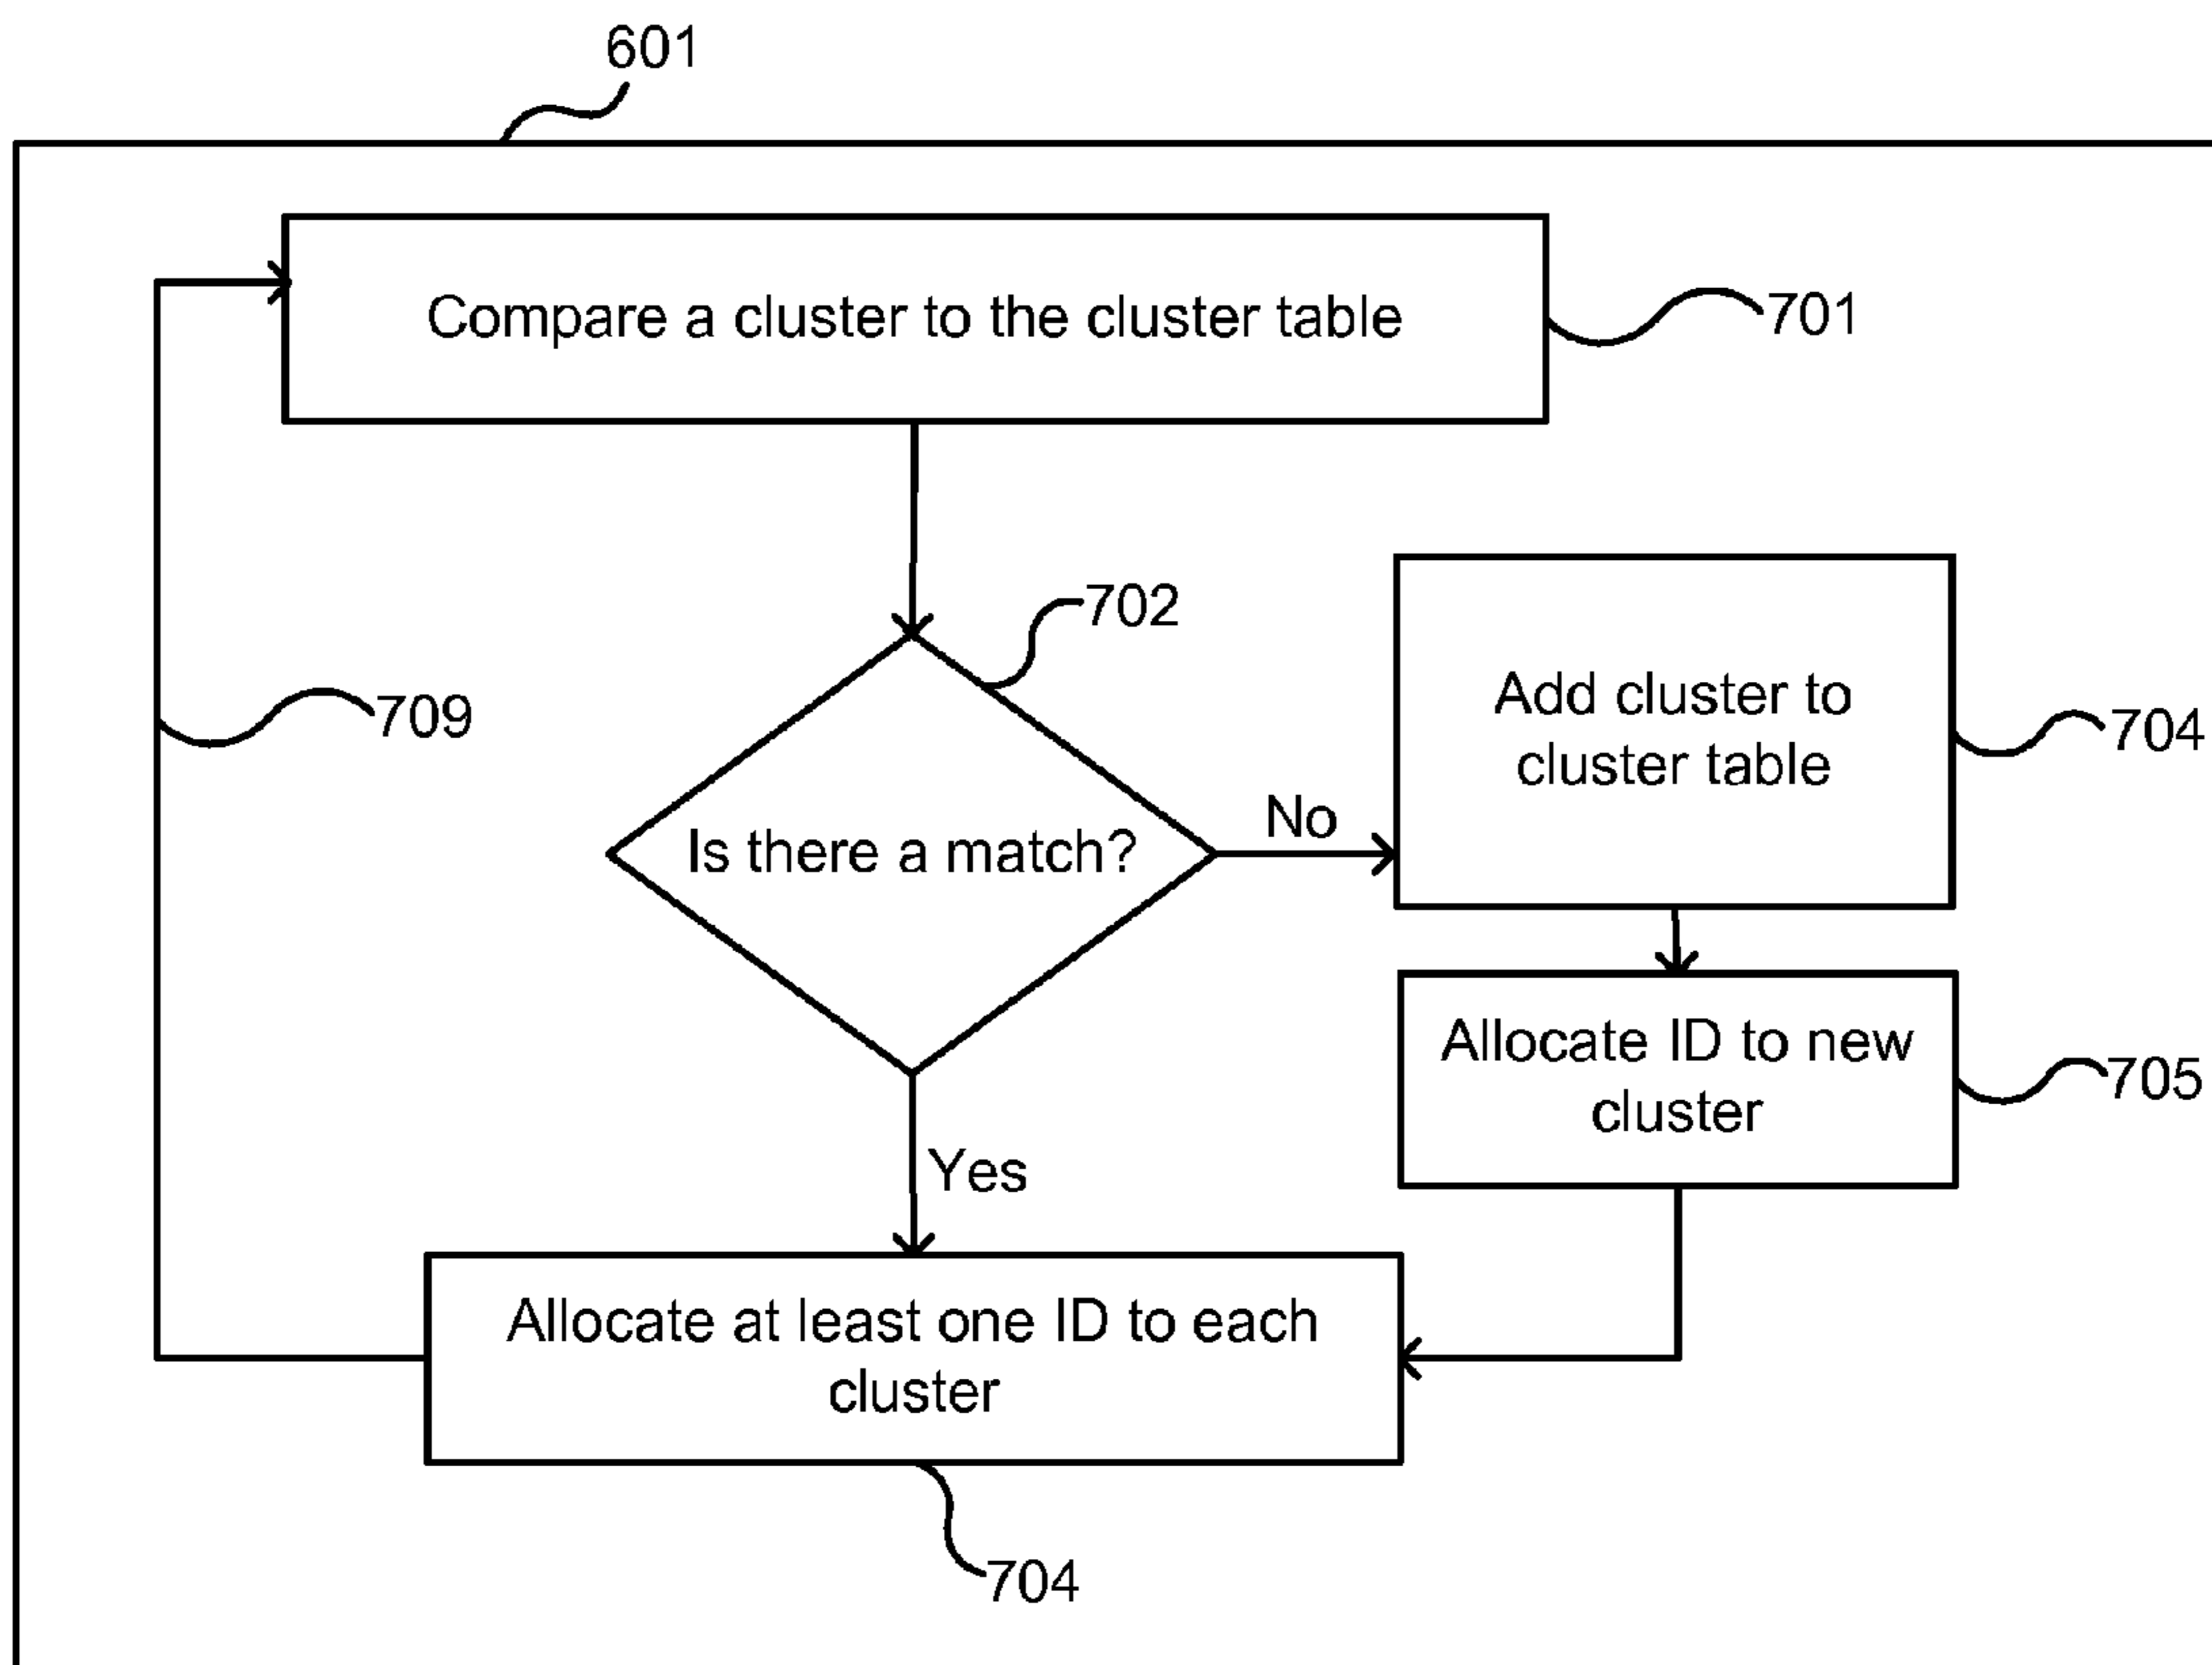 601
Compare a cluster to the cluster table
701
702
Add cluster to
cluster table
704
709
Is there a match?
No
Allocate ID to new
cluster
705
Yes
Allocate at least one ID to each
cluster
704